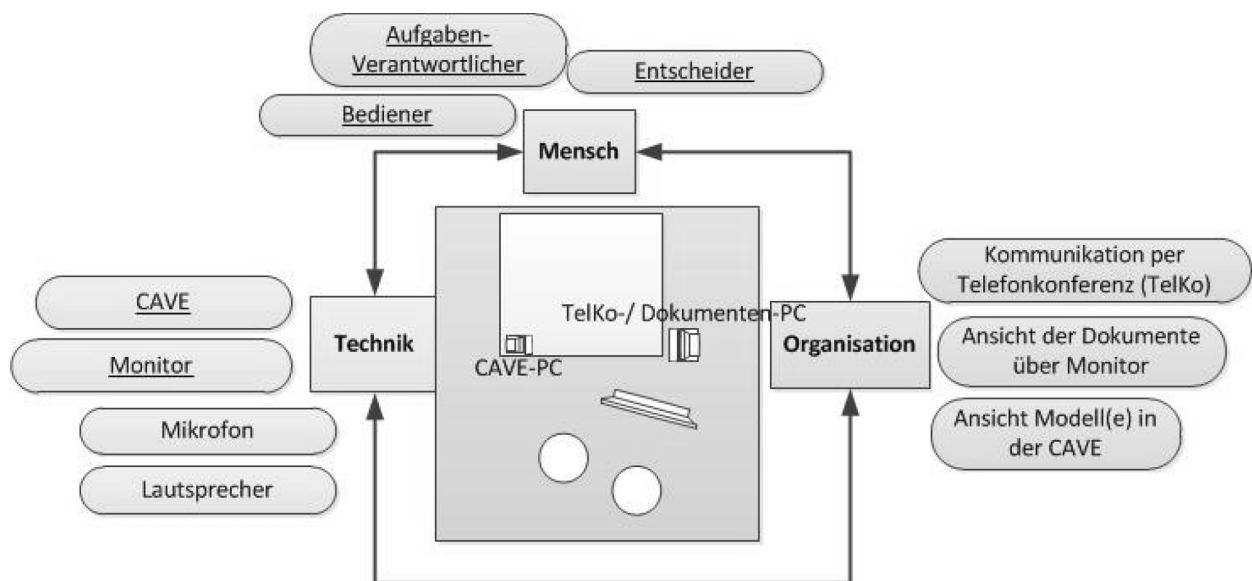 Aufgaben-
Verantwortlicher
Entscheider
Bediener
Mensch
CAVE
Monitor
Mikrofon
Lautsprecher
Technik
TelKo-/ Dokumenten-PC
CAVE-PC
Organisation
Kommunikation per
Telefonkonferenz (TelKo)
Ansicht der Dokumente
über Monitor
Ansicht Modell(e) in
der CAVE